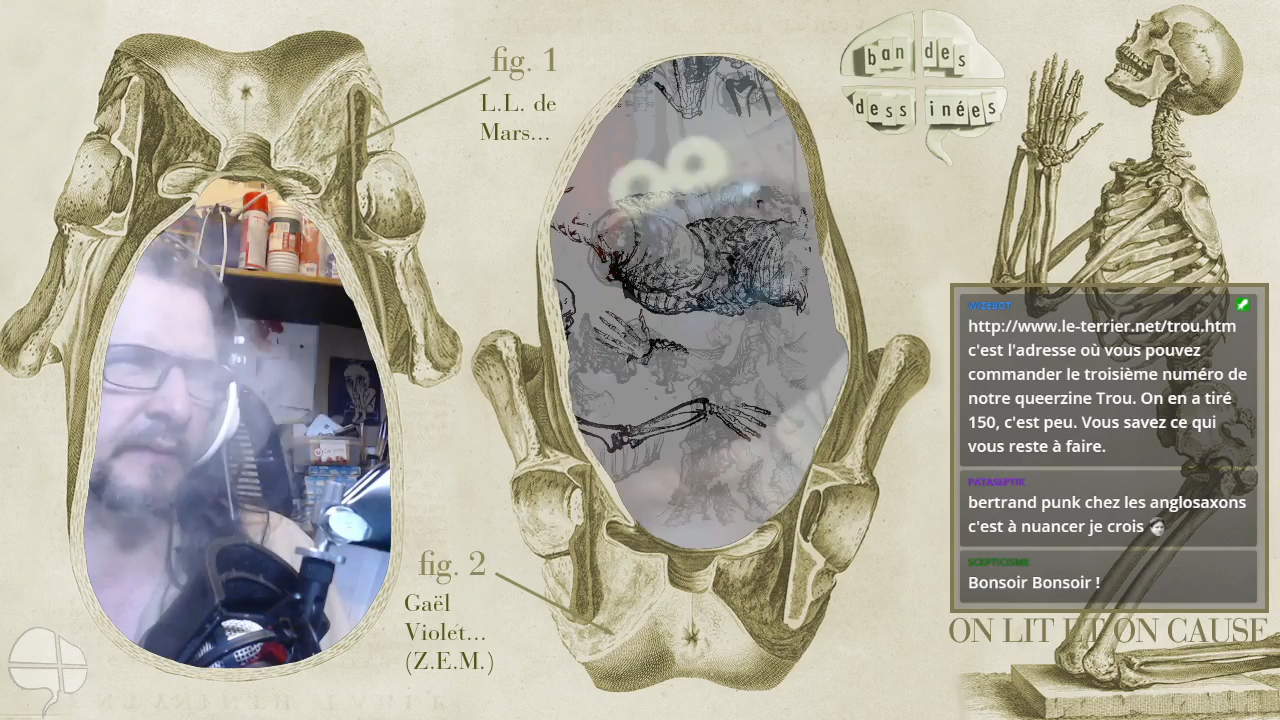 fig. 1
L.L. de
Mars...
ban des
dess inées
WIZEBOT
http://www.le-terrier.net/trou.htm
c'est l'adresse où vous pouvez
commander le troisième numéro de
notre queerzine Trou. On en a tiré
150, c'est peu. Vous savez ce qui
vous reste à faire.
PATASEPTIK
bertrand punk chez les anglosaxons
c'est à nuancer je crois
SCEPTICISME
Bonsoir Bonsoir !
fig. 2
Gaël
Violet...
(Z.E.M.)
ON LIT ET ON CAUSE